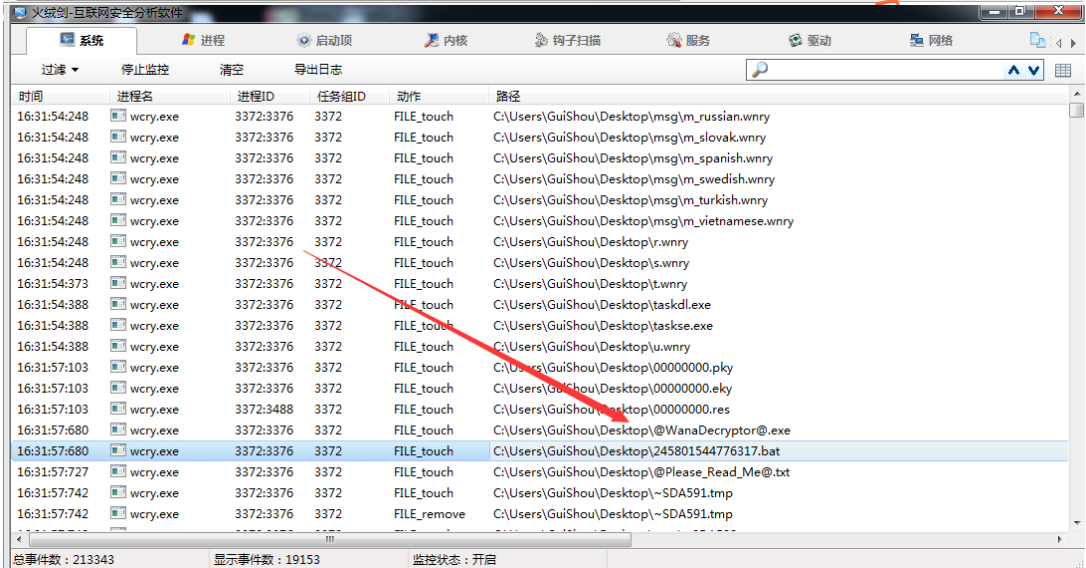 火绒剑-互联网安全分析软件
系统 进程 启动项 内核 钩子扫描 服务 驱动 网络
过滤 停止监控 清空 导出日志
时间 进程名 进程ID 任务组ID 动作 路径
16:31:54:248 wcry.exe 3372:3376 3372 FILE_touch C:\Users\GuiShou\Desktop\msg\m_russian.wnry
16:31:54:248 wcry.exe 3372:3376 3372 FILE_touch C:\Users\GuiShou\Desktop\msg\m_slovak.wnry
16:31:54:248 wcry.exe 3372:3376 3372 FILE_touch C:\Users\GuiShou\Desktop\msg\m_spanish.wnry
16:31:54:248 wcry.exe 3372:3376 3372 FILE_touch C:\Users\GuiShou\Desktop\msg\m_swedish.wnry
16:31:54:248 wcry.exe 3372:3376 3372 FILE_touch C:\Users\GuiShou\Desktop\msg\m_turkish.wnry
16:31:54:248 wcry.exe 3372:3376 3372 FILE_touch C:\Users\GuiShou\Desktop\msg\m_vietnamese.wnry
16:31:54:248 wcry.exe 3372:3376 3372 FILE_touch C:\Users\GuiShou\Desktop\r.wnry
16:31:54:248 wcry.exe 3372:3376 3372 FILE_touch C:\Users\GuiShou\Desktop\s.wnry
16:31:54:373 wcry.exe 3372:3376 3372 FILE_touch C:\Users\GuiShou\Desktop\t.wnry
16:31:54:388 wcry.exe 3372:3376 3372 FILE_touch C:\Users\GuiShou\Desktop\taskdl.exe
16:31:54:388 wcry.exe 3372:3376 3372 FILE_touch C:\Users\GuiShou\Desktop\taskse.exe
16:31:54:388 wcry.exe 3372:3376 3372 FILE_touch C:\Users\GuiShou\Desktop\u.wnry
16:31:57:103 wcry.exe 3372:3376 3372 FILE_touch C:\Users\GuiShou\Desktop\00000000.pky
16:31:57:103 wcry.exe 3372:3376 3372 FILE_touch C:\Users\GuiShou\Desktop\00000000.eky
16:31:57:103 wcry.exe 3372:3488 3372 FILE_touch C:\Users\GuiShou\Desktop\00000000.res
16:31:57:680 wcry.exe 3372:3376 3372 FILE_touch C:\Users\GuiShou\Desktop\@WanaDecryptor@.exe
16:31:57:680 wcry.exe 3372:3376 3372 FILE_touch C:\Users\GuiShou\Desktop\245801544776317.bat
16:31:57:727 wcry.exe 3372:3376 3372 FILE_touch C:\Users\GuiShou\Desktop\@Please_Read_Me@.txt
16:31:57:742 wcry.exe 3372:3376 3372 FILE_touch C:\Users\GuiShou\Desktop\~SDA591.tmp
16:31:57:742 wcry.exe 3372:3376 3372 FILE_remove C:\Users\GuiShou\Desktop\~SDA591.tmp
总事件数：213343 显示事件数：19153 监控状态：开启